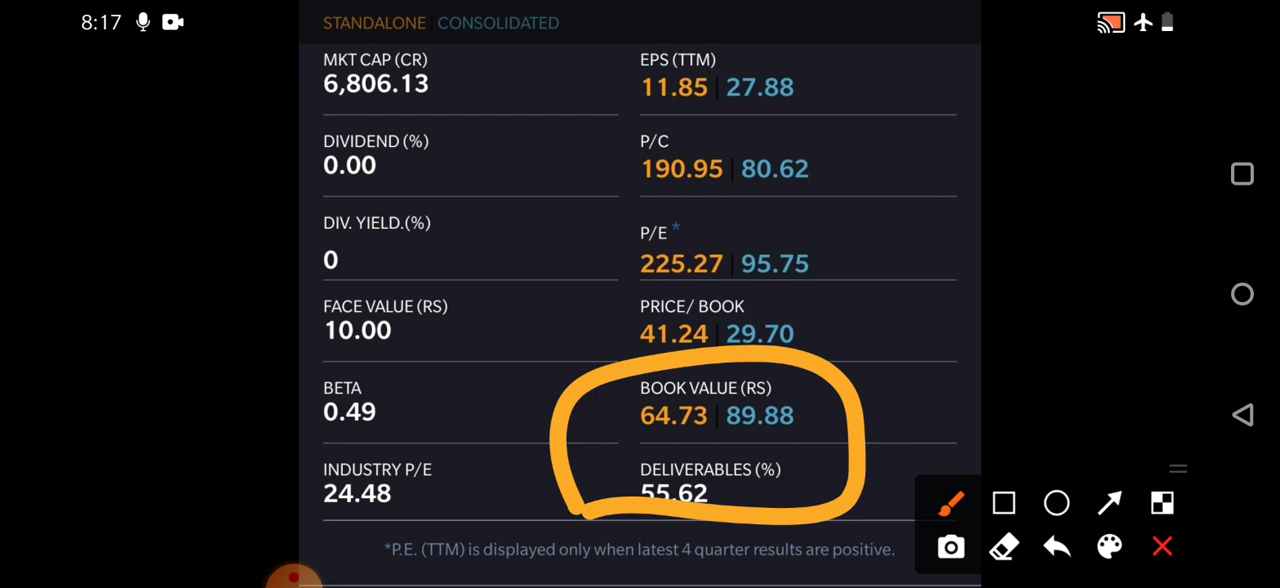 8:17
STANDALONE | CONSOLIDATED
MKT CAP (CR)
6,806.13
EPS (TTM)
11.85 | 27.88
DIVIDEND (%)
0.00
P/C
190.95 | 80.62
DIV. YIELD.(%)
0
P/E *
225.27 | 95.75
FACE VALUE (RS)
10.00
PRICE/ BOOK
41.24 | 29.70
BETA
0.49
BOOK VALUE (RS)
64.73 | 89.88
INDUSTRY P/E
24.48
DELIVERABLES (%)
55.62
*P.E. (TTM) is displayed only when latest 4 quarter results are positive.